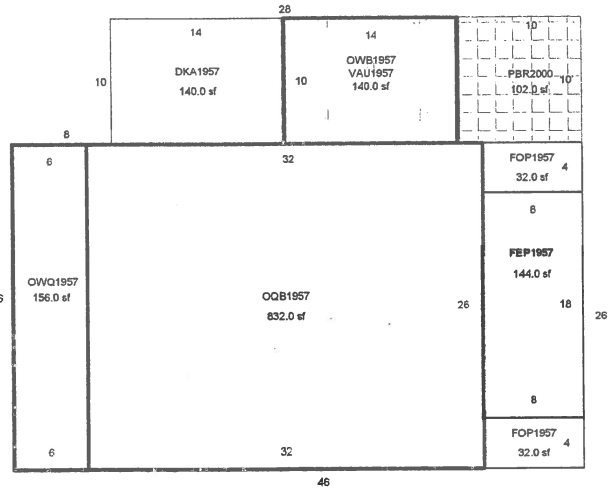 28
14
DKA1957
140.0 sf
10
14
OWB1957
VAU1957
140.0 sf
10
10
PBR2000
102.0 sf
10
8
6
32
FOP1957
32.0 sf
4
8
FEP1957
144.0 sf
18
8
OWQ1957
156.0 sf
OQB1957
832.0 sf
26
26
6
32
FOP1957
32.0 sf
4
46